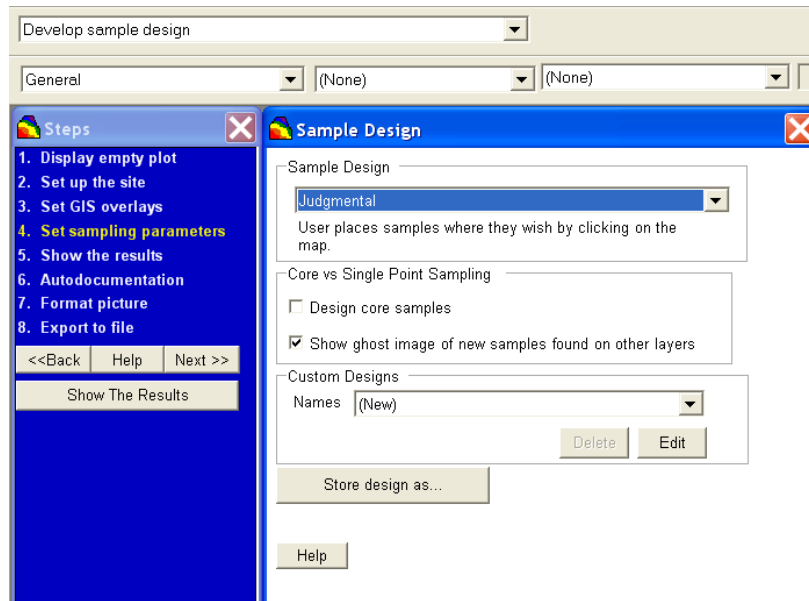 Develop sample design
General
(None)
(None)
Steps
1. Display empty plot
2. Set up the site
3. Set GIS overlays
4. Set sampling parameters
5. Show the results
6. Autodocumentation
7. Format picture
8. Export to file
<<Back
Help
Next >>
Show The Results
Sample Design
Sample Design
Judgmental
User places samples where they wish by clicking on the
map.
Core vs Single Point Sampling
Design core samples
Show ghost image of new samples found on other layers
Custom Designs
Names
(New)
Delete
Edit
Store design as...
Help